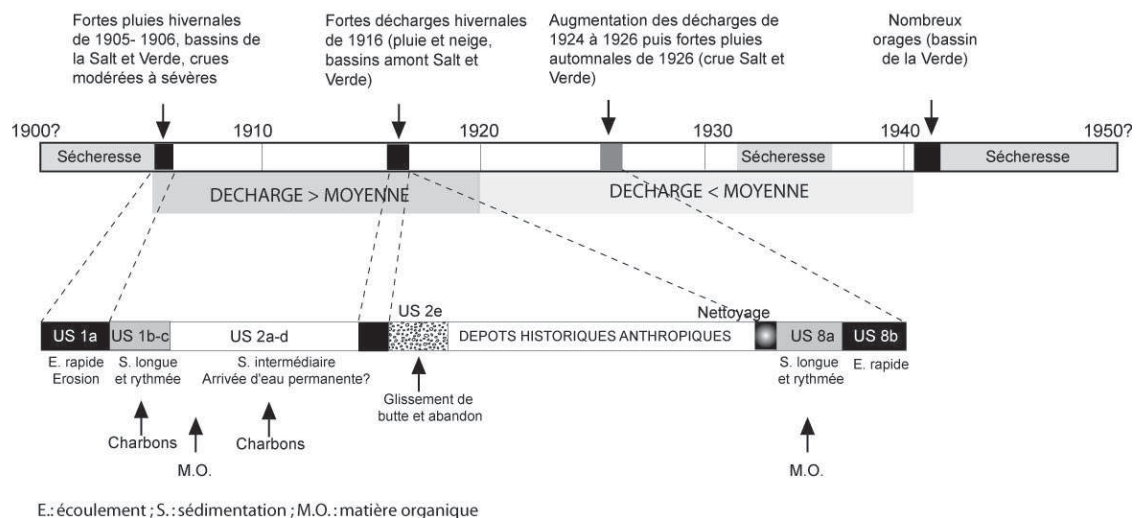 Fortes pluies hivernales
de 1905- 1906, bassins de
la Salt et Verde, crues
modérées à sévères
Fortes décharges hivernales
de 1916 (pluie et neige,
bassins amont Salt et
Verde)
Augmentation des décharges de
1924 à 1926 puis fortes pluies
automnales de 1926 (crue Salt et
Verde)
Nombreux
orages (bassin
de la Verde)
1900?
1910
1920
1930
1940
1950?
Sécheresse
Sécheresse
Sécheresse
DECHARGE > MOYENNE
DECHARGE < MOYENNE
US 2e
Nettoyage
US 1a
US 1b-c
US 2a-d
DEPOTS HISTORIQUES ANTHROPIQUES
US 8a
US 8b
E. rapide
Erosion
S. longue
et rythmée
S. intermédiaire
Arrivée d'eau permanente?
Glissement de
butte et abandon
S. longue
et rythmée
E. rapide
Charbons
Charbons
M.O.
M.O.
E.: écoulement ; S. : sédimentation ; M.O. : matière organique